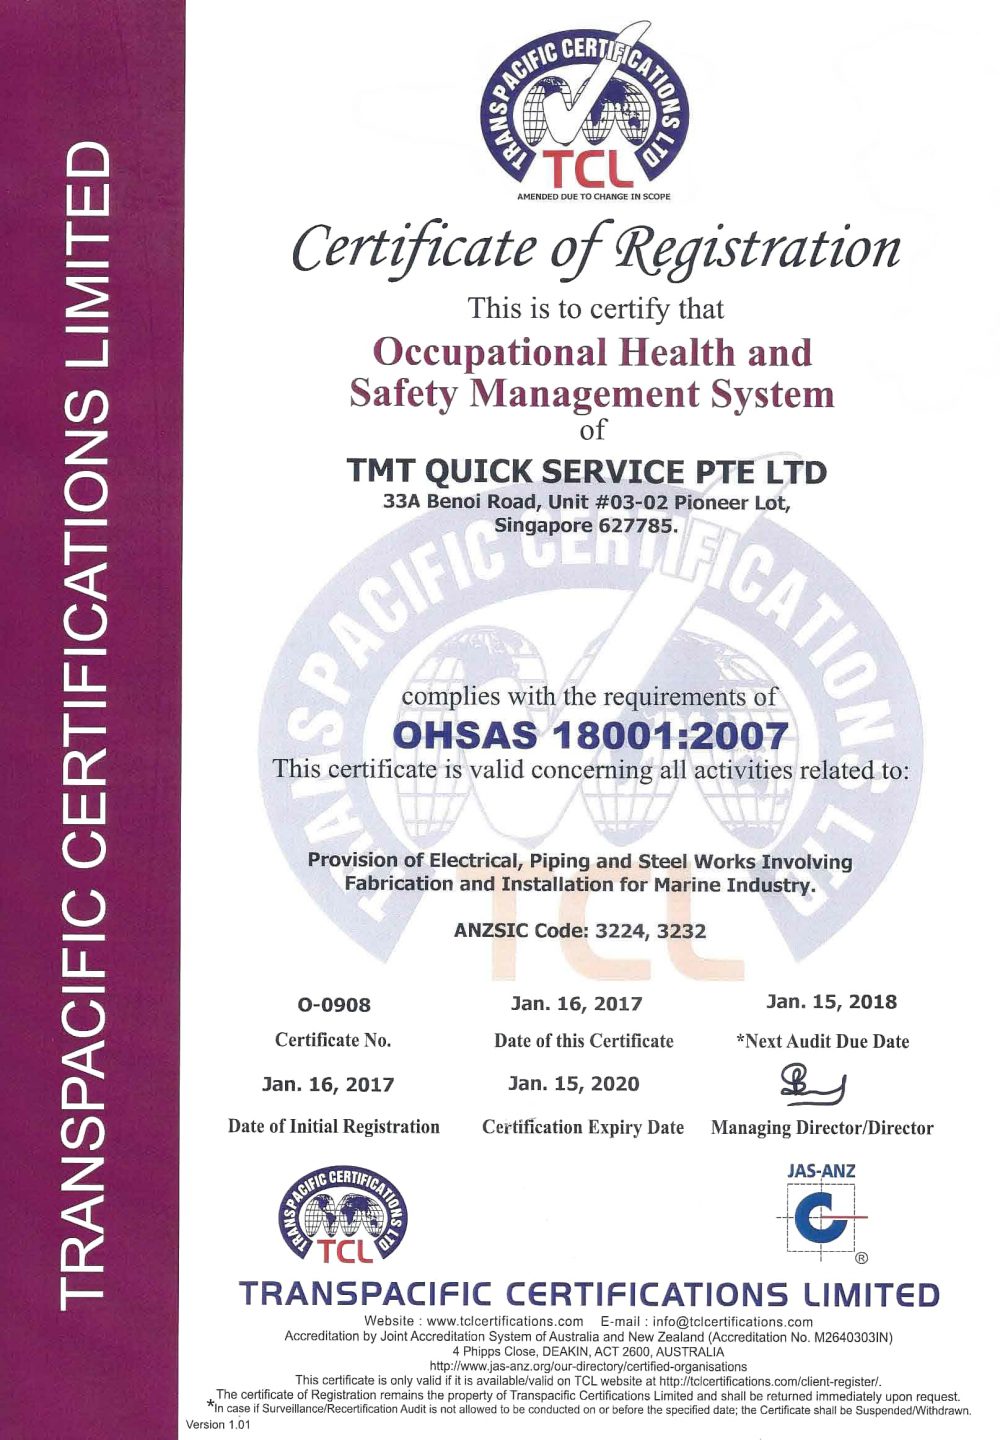 TRANSPACIFIC CERTIFICATIONS LIMITED
TRANSPACIFIC CERTIFICATIONS LTD
TCL
AMENDED DUE TO CHANGE IN SCOPE
Certificate of Registration
This is to certify that
Occupational Health and
Safety Management System
of
TMT QUICK SERVICE PTE LTD
33A Benoi Road, Unit #03-02 Pioneer Lot,
Singapore 627785.
TRANSPACIFIC CERTIFICATIONS LTD
TCL
complies with the requirements of
OHSAS 18001:2007
This certificate is valid concerning all activities related to:
Provision of Electrical, Piping and Steel Works Involving
Fabrication and Installation for Marine Industry.
ANZSIC Code: 3224, 3232
O-0908 Jan. 16, 2017 Jan. 15, 2018
Certificate No. Date of this Certificate *Next Audit Due Date
Jan. 16, 2017 Jan. 15, 2020
Date of Initial Registration Certification Expiry Date Managing Director/Director
TRANSPACIFIC CERTIFICATIONS LTD
TCL
JAS-ANZ
®
TRANSPACIFIC CERTIFICATIONS LIMITED
Website : www.tclcertifications.com E-mail : info@tclcertifications.com
Accreditation by Joint Accreditation System of Australia and New Zealand (Accreditation No. M2640303IN)
4 Phipps Close, DEAKIN, ACT 2600, AUSTRALIA
http://www.jas-anz.org/our-directory/certified-organisations
This certificate is only valid if it is available/valid on TCL website at http://tclcertifications.com/client-register/.
The certificate of Registration remains the property of Transpacific Certifications Limited and shall be returned immediately upon request.
*In case if Surveillance/Recertification Audit is not allowed to be conducted on or before the specified date; the Certificate shall be Suspended/Withdrawn.
Version 1.01